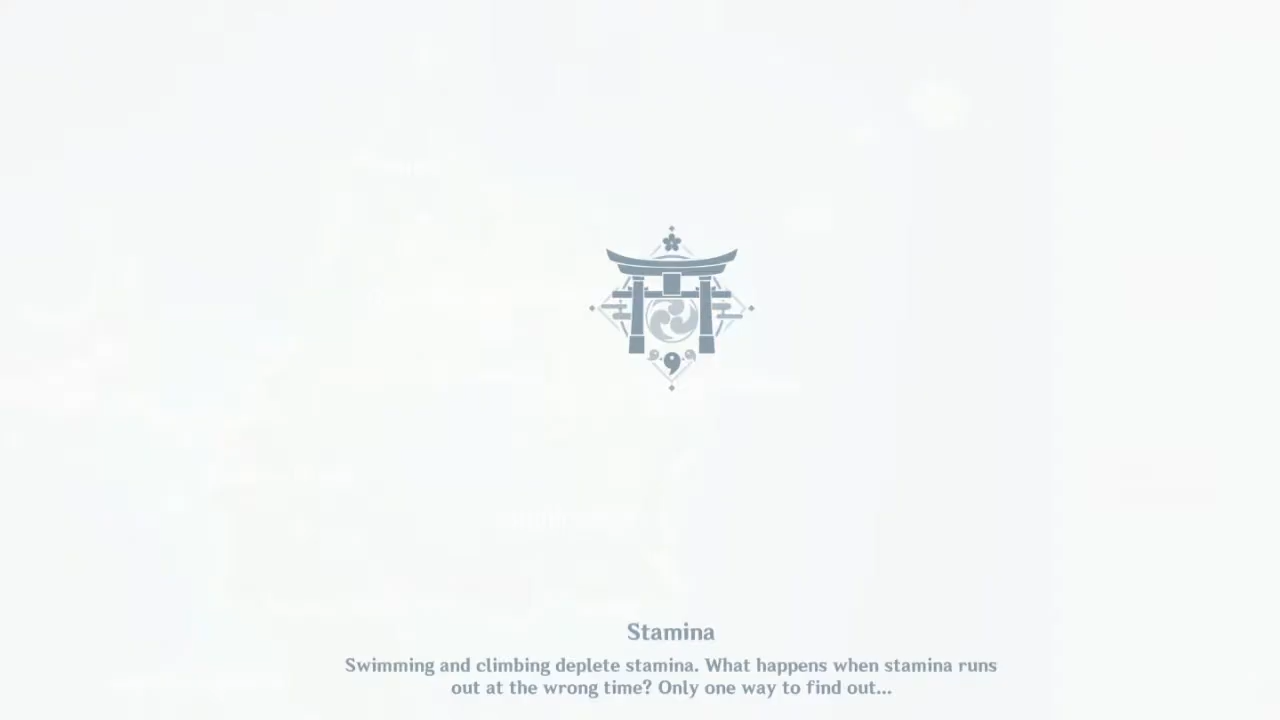 Stamina
Swimming and climbing deplete stamina. What happens when stamina runs
out at the wrong time? Only one way to find out...